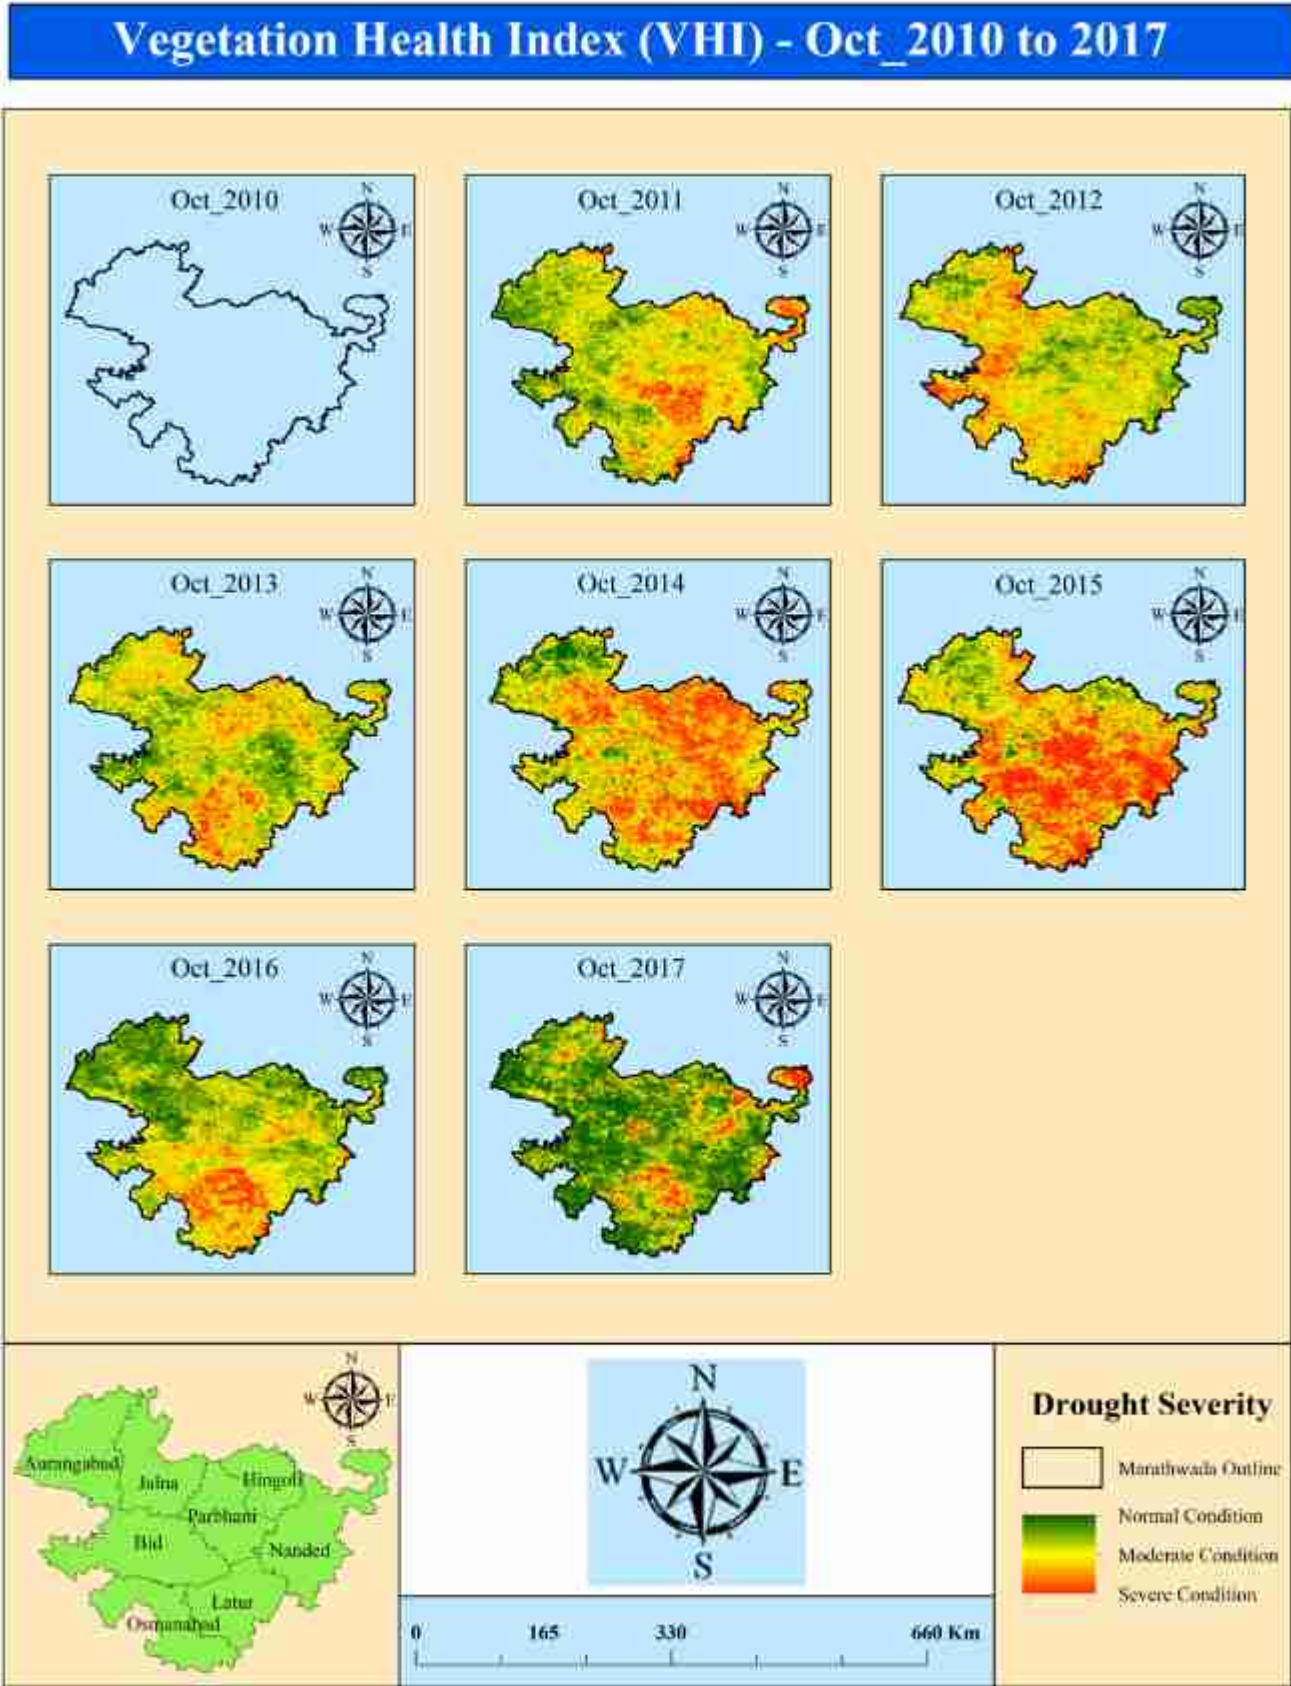 Vegetation Health Index (VHI) - Oct_2010 to 2017
Oct_2010
N
W E
S
Oct_2011
N
W E
S
Oct_2012
N
W E
S
Oct_2013
N
W E
S
Oct_2014
N
W E
S
Oct_2015
N
W E
S
Oct_2016
N
W E
S
Oct_2017
N
W E
S
N
W E
S
Aurangabad
Jalna
Hingoli
Parbhani
Bid
Nanded
Latur
Osmanabad
N
W E
S
0 165 330 660 Km
Drought Severity
Marathwada Outline
Normal Condition
Moderate Condition
Severe Condition